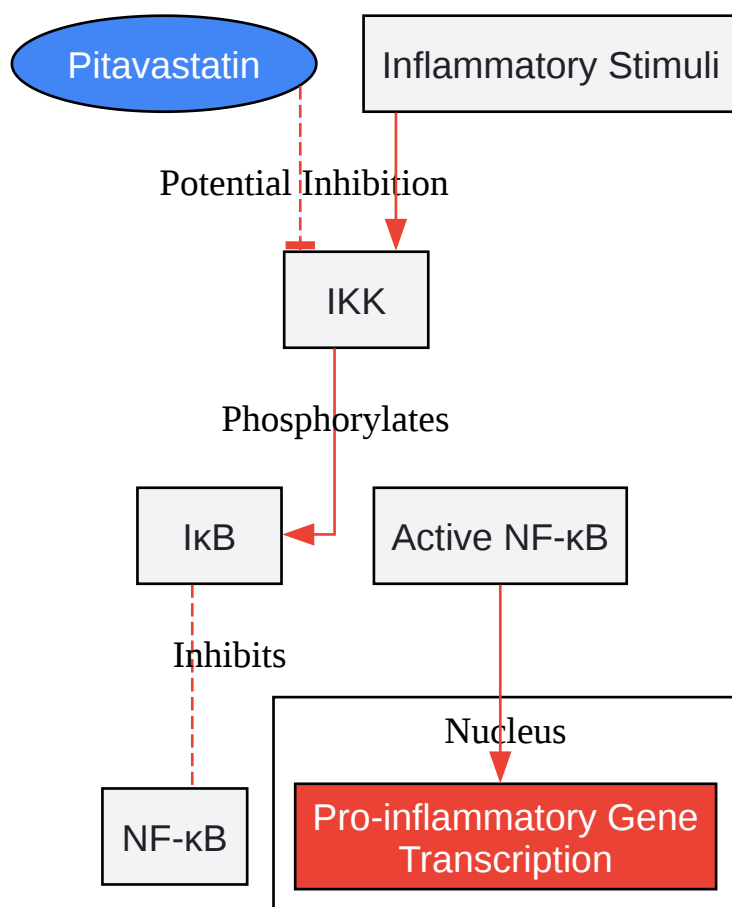 Pitavastatin
Inflammatory Stimuli
Potential Inhibition
IKK
Phosphorylates
IκB
Active NF-κB
Inhibits
Nucleus
NF-κB
Pro-inflammatory Gene
Transcription